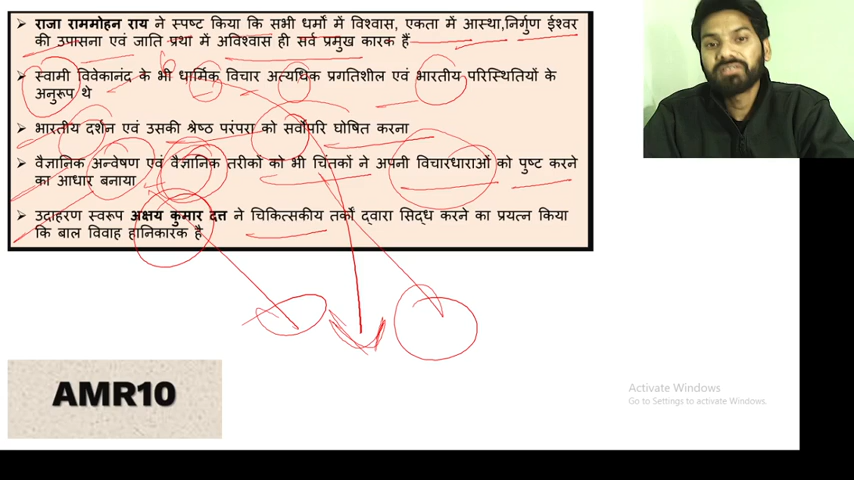 ➢ राजा राममोहन राय ने स्पष्ट किया कि सभी धर्मों में विश्वास, एकता में आस्था,निर्गुण ईश्वर
की उपासना एवं जाति प्रथा में अविश्वास ही सर्व प्रमुख कारक हैं
➢ स्वामी विवेकानंद के भी धार्मिक विचार अत्यधिक प्रगतिशील एवं भारतीय परिस्थितियों के
अनुरूप थे
➢ भारतीय दर्शन एवं उसकी श्रेष्ठ परंपरा को सर्वोपरि घोषित करना
➢ वैज्ञानिक अन्वेषण एवं वैज्ञानिक तरीकों को भी चिंतकों ने अपनी विचारधाराओं को पुष्ट करने
का आधार बनाया
➢ उदाहरण स्वरूप अक्षय कुमार दत्त ने चिकित्सकीय तर्कों द्वारा सिद्ध करने का प्रयत्न किया
कि बाल विवाह हानिकारक है
AMR10
Activate Windows
Go to Settings to activate Windows.